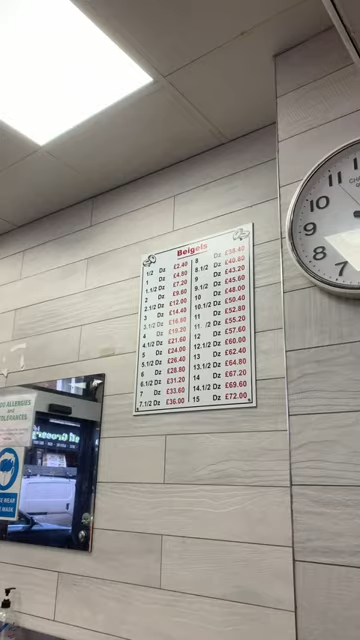 Beigels
1/2 Dz £2.40
1 Dz £4.80
1.1/2 Dz £7.20
2 Dz £9.60
2.1/2 Dz £12.00
3 Dz £14.40
3.1/2 Dz £16.80
4 Dz £19.20
4.1/2 Dz £21.60
5 Dz £24.00
5.1/2 Dz £26.40
6 Dz £28.80
6.1/2 Dz £31.20
7 Dz £33.60
7.1/2 Dz £36.00
8 Dz £38.40
8.1/2 Dz £40.80
9 Dz £43.20
9.1/2 Dz £45.60
10 Dz £48.00
10.1/2 Dz £50.40
11 Dz £52.80
11. /2 Dz £55.20
12 Dz £57.60
12.1/2 Dz £60.00
13 Dz £62.40
13.1/2 Dz £64.80
14 Dz £67.20
14.1/2 Dz £69.60
15 Dz £72.00
11
10
9
8
7
ALLERGIES
and